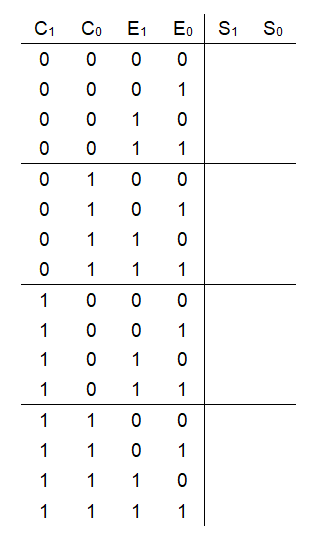 C₁ C₀ E₁ E₀ S₁ S₀
0 0 0 0
0 0 0 1
0 0 1 0
0 0 1 1
0 1 0 0
0 1 0 1
0 1 1 0
0 1 1 1
1 0 0 0
1 0 0 1
1 0 1 0
1 0 1 1
1 1 0 0
1 1 0 1
1 1 1 0
1 1 1 1